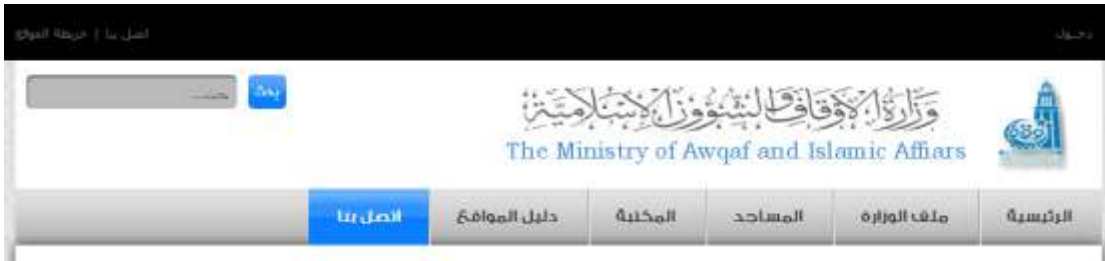 دخول
اتصل بنا | خريطة الموقع
وزارة الأوقاف والشؤون الإسلامية
The Ministry of Awqaf and Islamic Affiars
بحث
الرئيسية
ملف الوزارة
المساجد
المكتبة
دليل المواقع
اتصل بنا